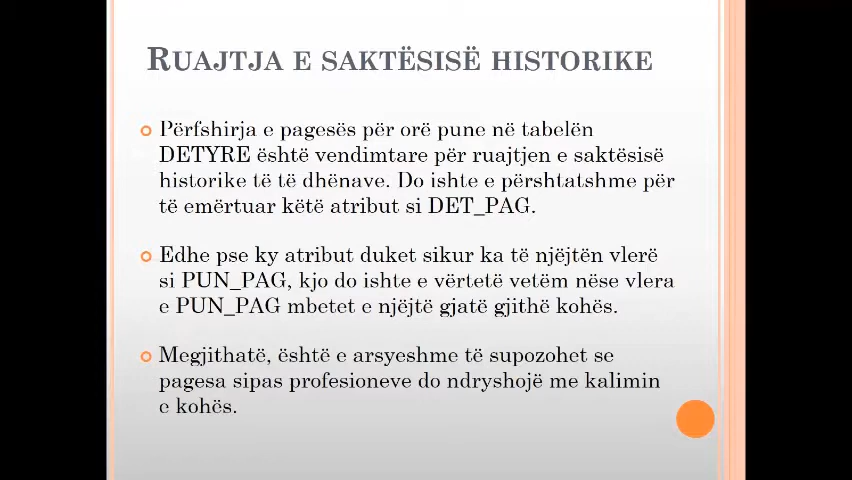 RUAJTJA E SAKTËSISË HISTORIKE
Përfshirja e pagesës për orë pune në tabelën
DETYRE është vendimtare për ruajtjen e saktësisë
historike të të dhënave. Do ishte e përshtatshme për
të emërtuar këtë atribut si DET_PAG.
Edhe pse ky atribut duket sikur ka të njëjtën vlerë
si PUN_PAG, kjo do ishte e vërtetë vetëm nëse vlera
e PUN_PAG mbetet e njëjtë gjatë gjithë kohës.
Megjithatë, është e arsyeshme të supozohet se
pagesa sipas profesioneve do ndryshojë me kalimin
e kohës.